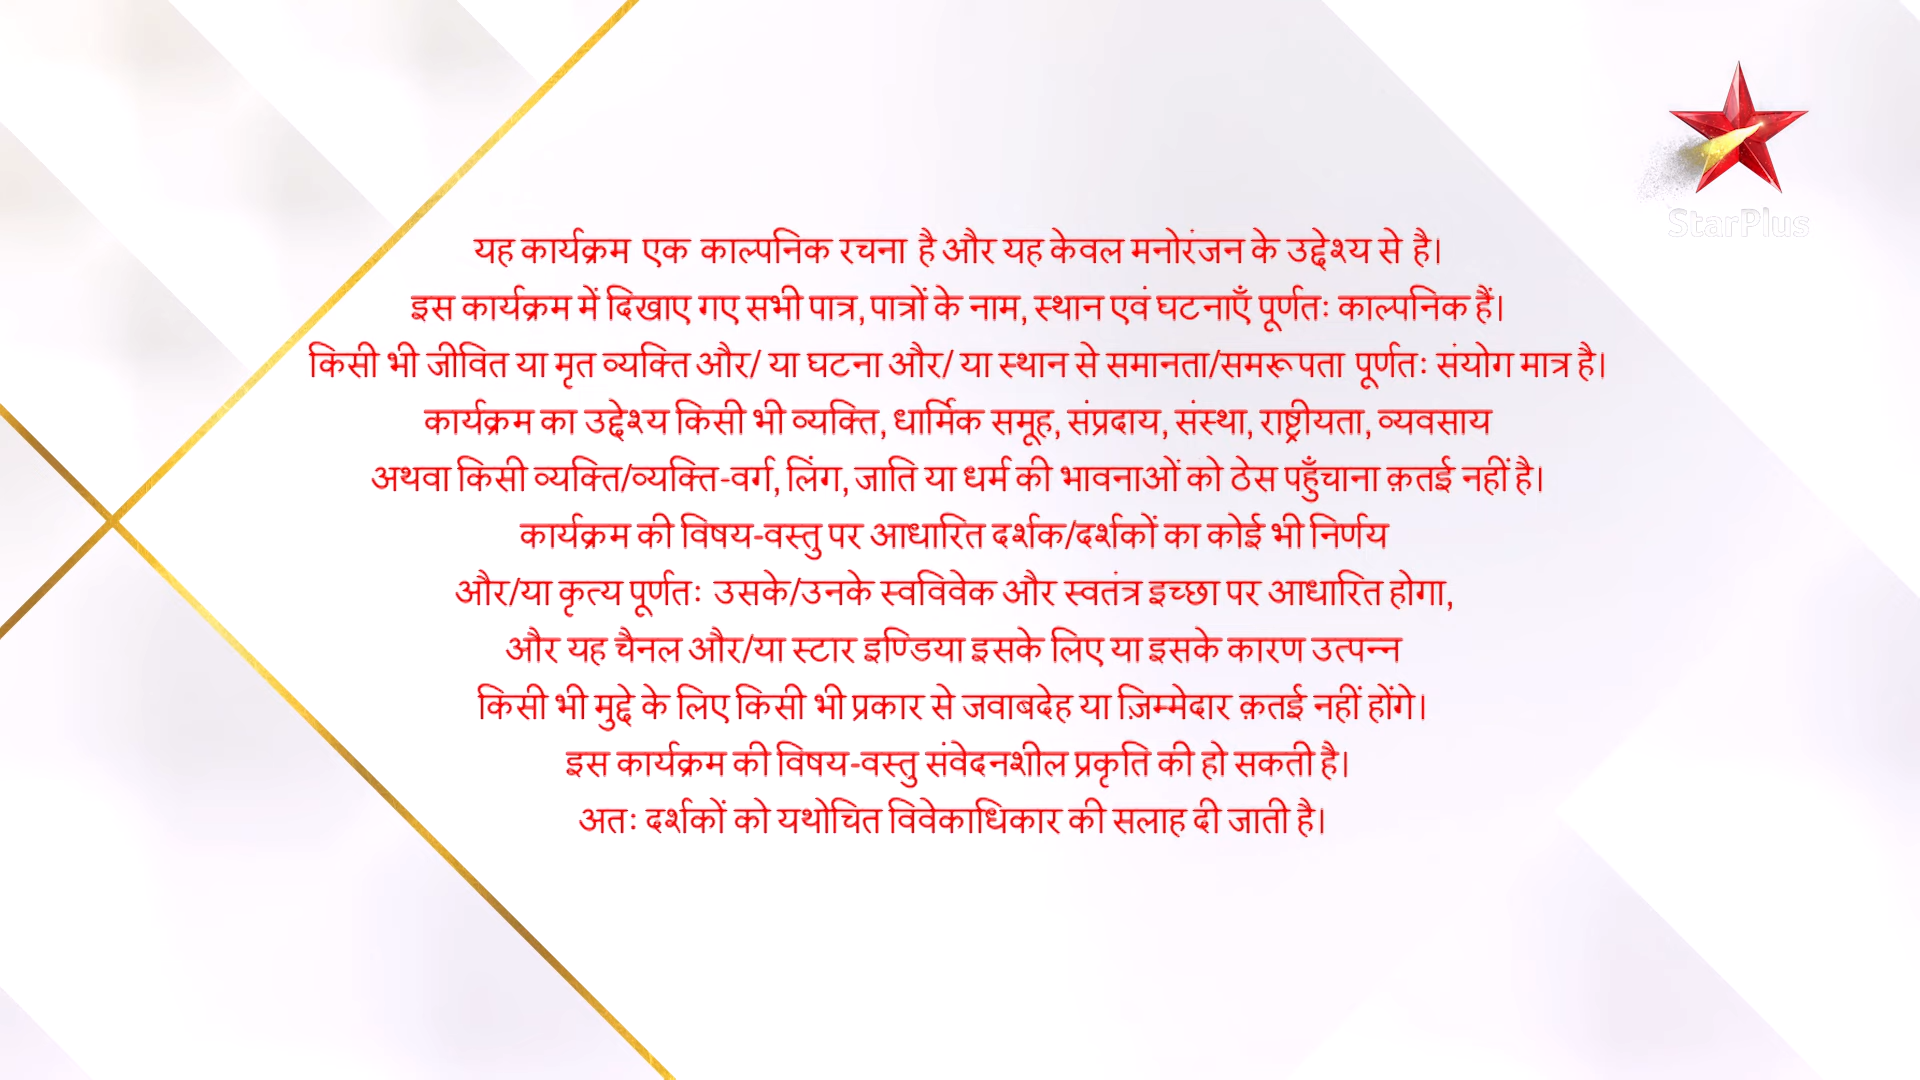 StarPlus
यह कार्यक्रम एक काल्पनिक रचना है और यह केवल मनोरंजन के उद्देश्य से है।
इस कार्यक्रम में दिखाए गए सभी पात्र, पात्रों के नाम, स्थान एवं घटनाएँ पूर्णतः काल्पनिक हैं।
किसी भी जीवित या मृत व्यक्ति और/ या घटना और/ या स्थान से समानता/समरूपता पूर्णतः संयोग मात्र है।
कार्यक्रम का उद्देश्य किसी भी व्यक्ति, धार्मिक समूह, संप्रदाय, संस्था, राष्ट्रीयता, व्यवसाय
अथवा किसी व्यक्ति/व्यक्ति-वर्ग, लिंग, जाति या धर्म की भावनाओं को ठेस पहुँचाना क़तई नहीं है।
कार्यक्रम की विषय-वस्तु पर आधारित दर्शक/दर्शकों का कोई भी निर्णय
और/या कृत्य पूर्णतः उसके/उनके स्वविवेक और स्वतंत्र इच्छा पर आधारित होगा,
और यह चैनल और/या स्टार इण्डिया इसके लिए या इसके कारण उत्पन्न
किसी भी मुद्दे के लिए किसी भी प्रकार से जवाबदेह या ज़िम्मेदार क़तई नहीं होंगे।
इस कार्यक्रम की विषय-वस्तु संवेदनशील प्रकृति की हो सकती है।
अतः दर्शकों को यथोचित विवेकाधिकार की सलाह दी जाती है।